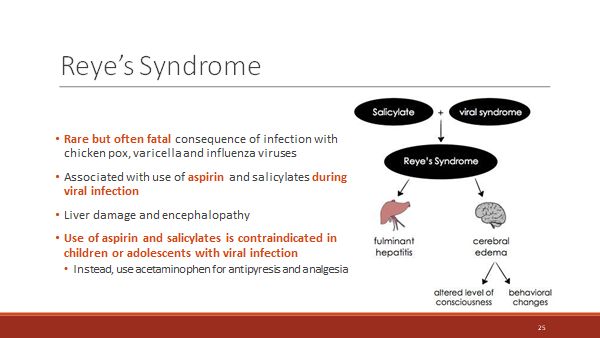 Reye's Syndrome
• Rare but often fatal consequence of infection with
chicken pox, varicella and influenza viruses
• Associated with use of aspirin and salicylates during
viral infection
• Liver damage and encephalopathy
• Use of aspirin and salicylates is contraindicated in
children or adolescents with viral infection
• Instead, use acetaminophen for antipyresis and analgesia
Salicylate + viral syndrome
Reye's Syndrome
fulminant
hepatitis
cerebral
edema
altered level of
consciousness
behavioral
changes
25